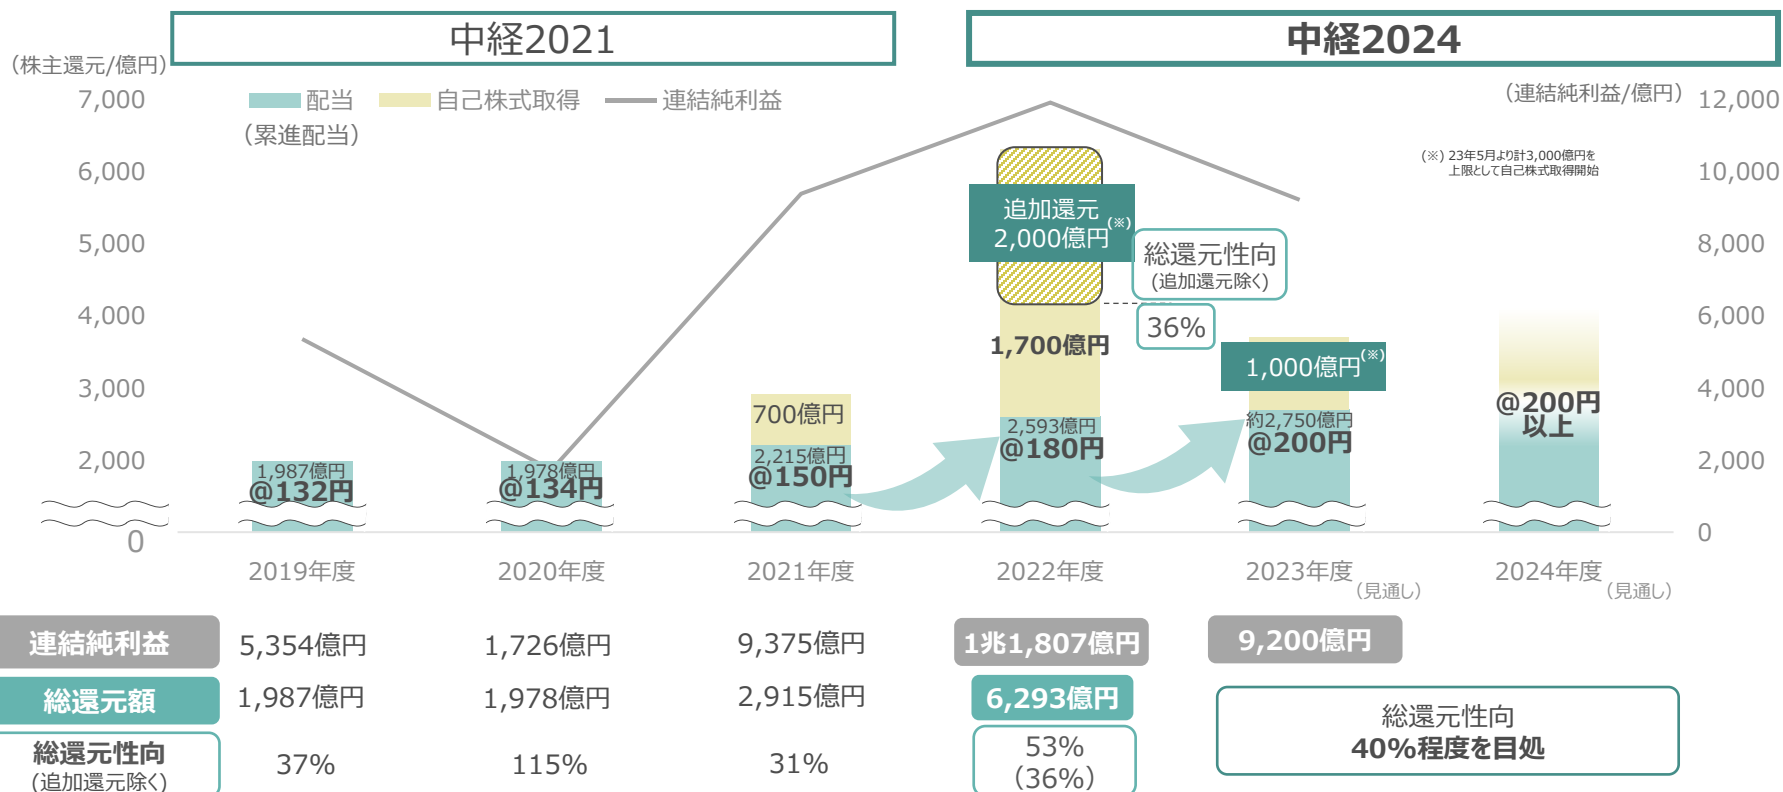 中経2021
中経2024
（株主還元/億円）
（連結純利益/億円）
配当
（累進配当）
自己株式取得
連結純利益
7,000
6,000
5,000
4,000
3,000
2,000
0
12,000
10,000
8,000
6,000
4,000
2,000
0
(※) 23年5月より計3,000億円を
上限として自己株式取得開始
追加還元
2,000億円(※)
総還元性向
(追加還元除く)
36%
1,700億円
1,000億円(※)
700億円
1,987億円
@132円
1,978億円
@134円
2,215億円
@150円
2,593億円
@180円
約2,750億円
@200円
@200円
以上
2019年度
2020年度
2021年度
2022年度
2023年度
（見通し）
2024年度
（見通し）
連結純利益
5,354億円
1,726億円
9,375億円
1兆1,807億円
9,200億円
総還元額
1,987億円
1,978億円
2,915億円
6,293億円
総還元性向
(追加還元除く)
37%
115%
31%
53%
（36%）
総還元性向
40%程度を目処